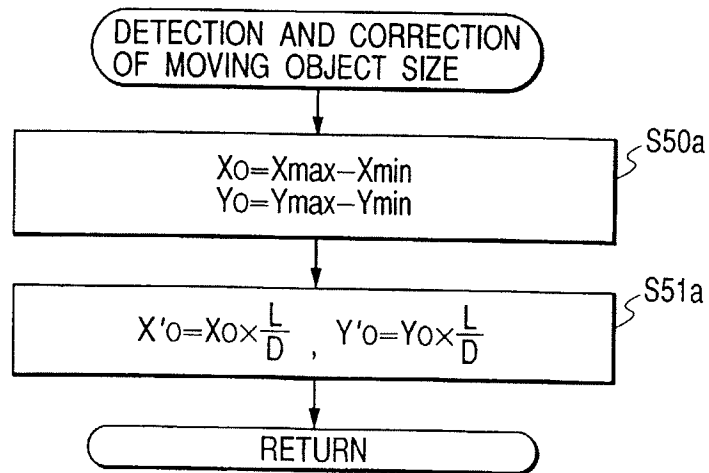 DETECTION AND CORRECTION
OF MOVING OBJECT SIZE
S50a
Xo=Xmax−Xmin
Yo=Ymax−Ymin
S51a
X'o=Xo×L/D , Y'o=Yo×L/D
RETURN